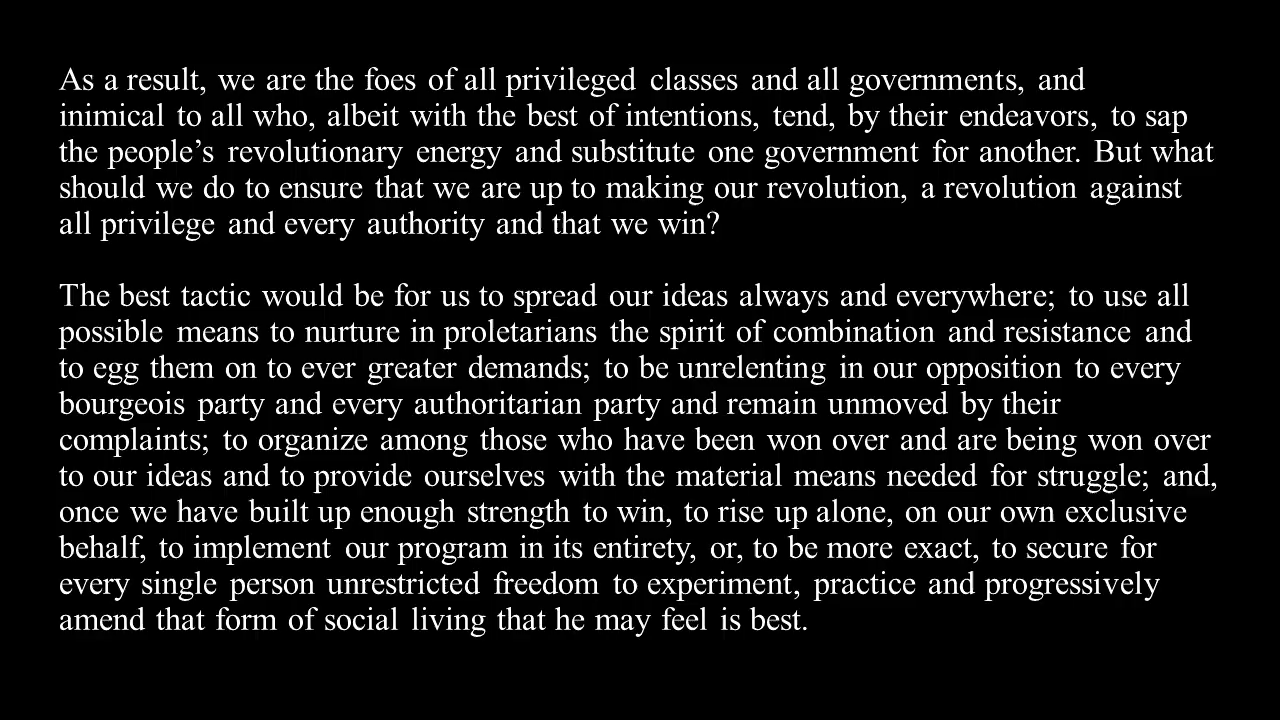 As a result, we are the foes of all privileged classes and all governments, and
inimical to all who, albeit with the best of intentions, tend, by their endeavors, to sap
the people’s revolutionary energy and substitute one government for another. But what
should we do to ensure that we are up to making our revolution, a revolution against
all privilege and every authority and that we win?
The best tactic would be for us to spread our ideas always and everywhere; to use all
possible means to nurture in proletarians the spirit of combination and resistance and
to egg them on to ever greater demands; to be unrelenting in our opposition to every
bourgeois party and every authoritarian party and remain unmoved by their
complaints; to organize among those who have been won over and are being won over
to our ideas and to provide ourselves with the material means needed for struggle; and,
once we have built up enough strength to win, to rise up alone, on our own exclusive
behalf, to implement our program in its entirety, or, to be more exact, to secure for
every single person unrestricted freedom to experiment, practice and progressively
amend that form of social living that he may feel is best.